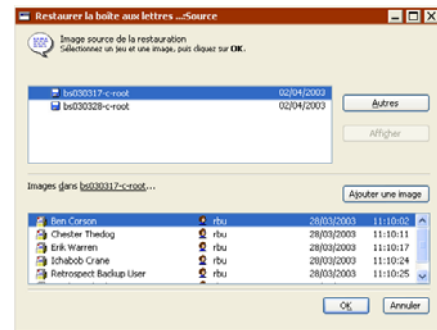 Restaurer la boîte aux lettres ...:Source
Image source de la restauration
Sélectionnez un jeu et une image, puis cliquez sur OK.
bs030317-c-root 02/04/2003
bs030328-c-root 02/04/2003
Autres
Afficher
Images dans bs030317-c-root...
Ajouter une image
Ben Corson rbu 28/03/2003 11:10:02
Chester Thedog rbu 28/03/2003 11:10:11
Erik Warren rbu 28/03/2003 11:10:17
Ichabob Crane rbu 28/03/2003 11:10:24
Retrospect Backup User rbu 28/03/2003 11:10:25
OK
Annuler